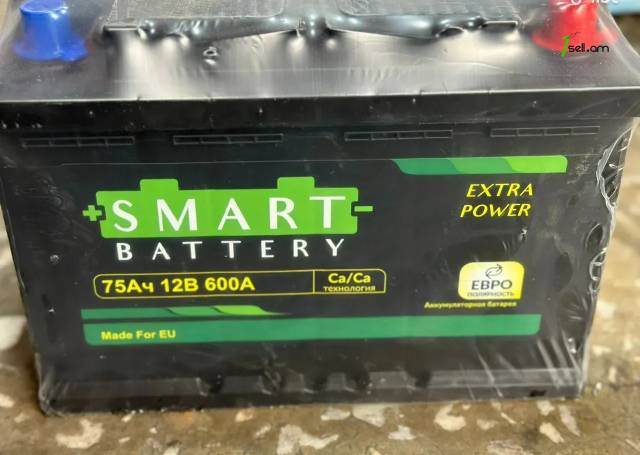 sell.am
EXTRA
POWER
+ SMART -
BATTERY
75Ач 12В 600А
Ca/Ca
технология
ЕВРО
ПОЛЯРНОСТЬ
Аккумуляторная батарея
Made For EU